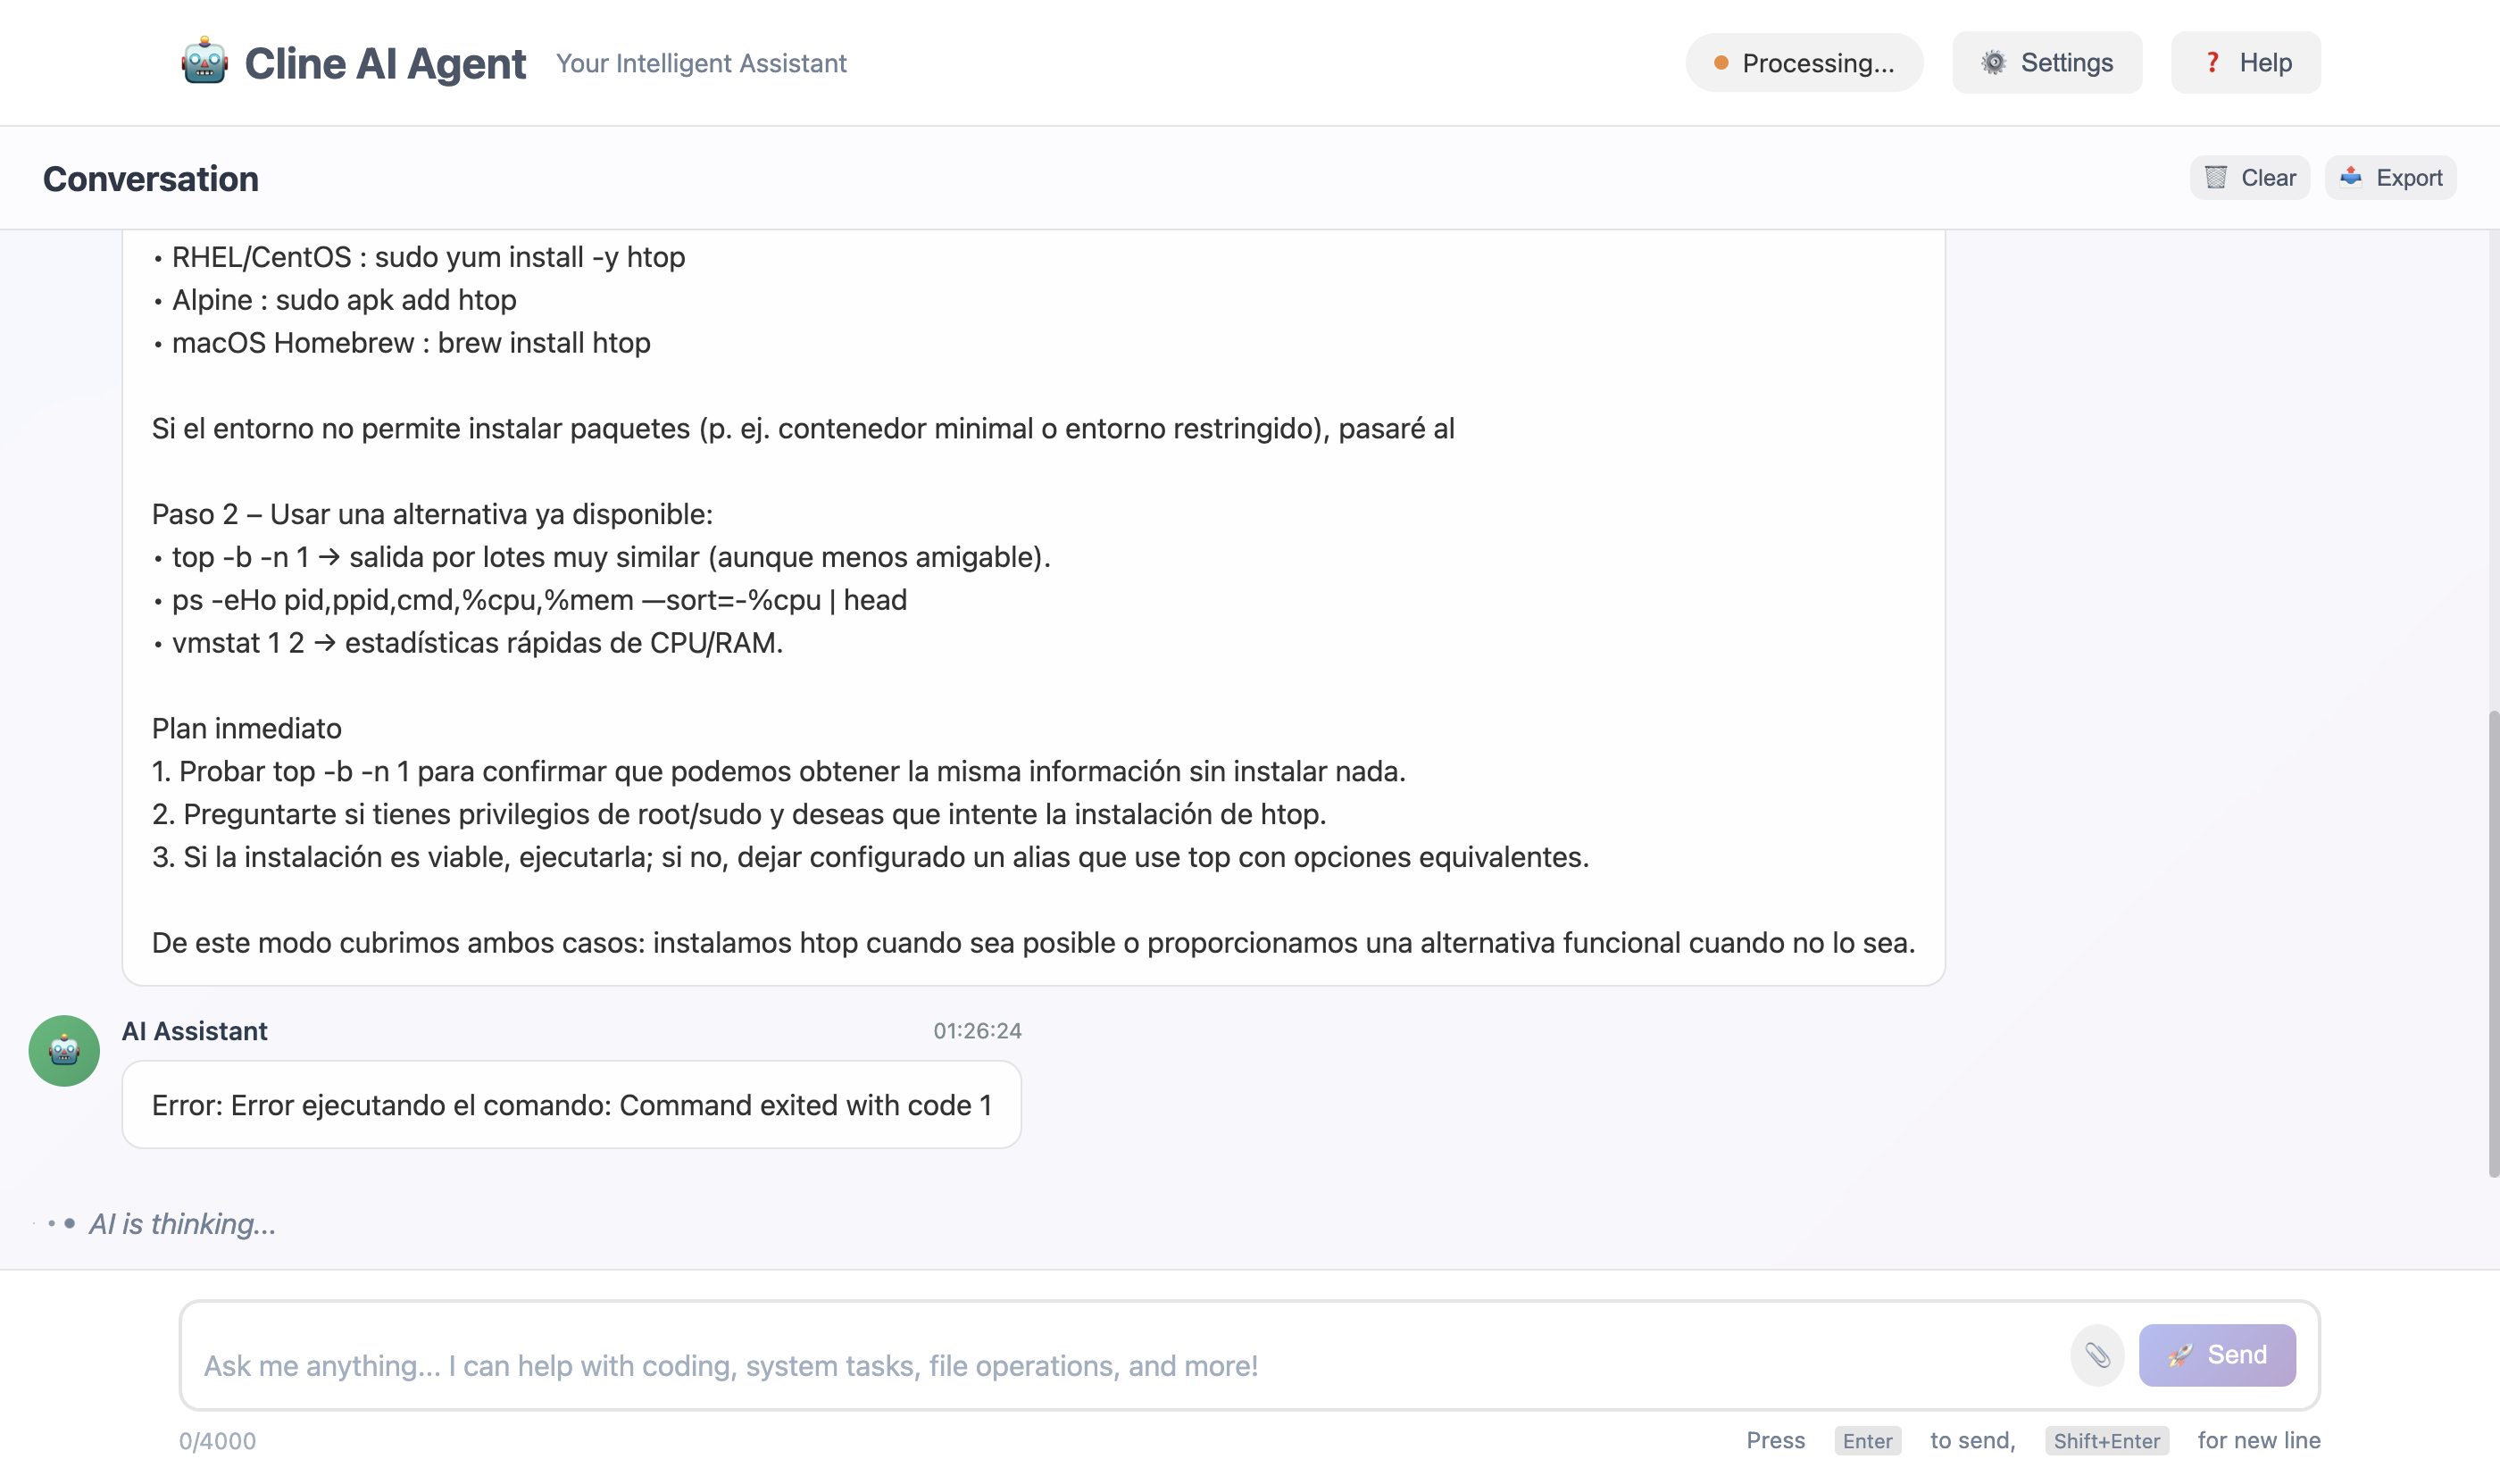 Cline AI Agent
Your Intelligent Assistant
Processing...
Settings
Help
Conversation
Clear
Export
• RHEL/CentOS : sudo yum install -y htop
• Alpine : sudo apk add htop
• macOS Homebrew : brew install htop
Si el entorno no permite instalar paquetes (p. ej. contenedor minimal o entorno restringido), pasaré al
Paso 2 – Usar una alternativa ya disponible:
• top -b -n 1 → salida por lotes muy similar (aunque menos amigable).
• ps -eHo pid,ppid,cmd,%cpu,%mem —sort=-%cpu | head
• vmstat 1 2 → estadísticas rápidas de CPU/RAM.
Plan inmediato
1. Probar top -b -n 1 para confirmar que podemos obtener la misma información sin instalar nada.
2. Preguntarte si tienes privilegios de root/sudo y deseas que intente la instalación de htop.
3. Si la instalación es viable, ejecutarla; si no, dejar configurado un alias que use top con opciones equivalentes.
De este modo cubrimos ambos casos: instalamos htop cuando sea posible o proporcionamos una alternativa funcional cuando no lo sea.
AI Assistant 01:26:24
Error: Error ejecutando el comando: Command exited with code 1
AI is thinking...
Ask me anything... I can help with coding, system tasks, file operations, and more!
Send
0/4000
Press Enter to send, Shift+Enter for new line